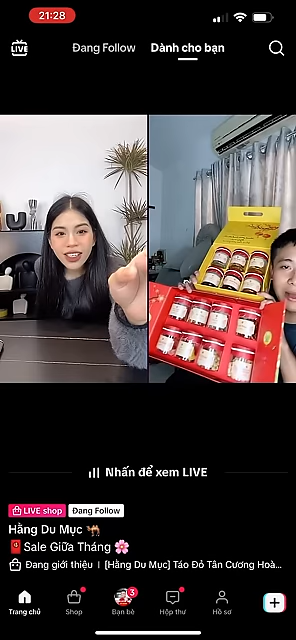 21:28
LIVE
Đang Follow
Dành cho bạn
Nhấn để xem LIVE
LIVE shop
Đang Follow
Hằng Du Mục 🐪
🧧Sale Giữa Tháng 🌸
Đang giới thiệu | [Hằng Du Mục] Táo Đỏ Tân Cương Hoà...
3
Trang chủ
Shop
Bạn bè
Hộp thư
Hồ sơ